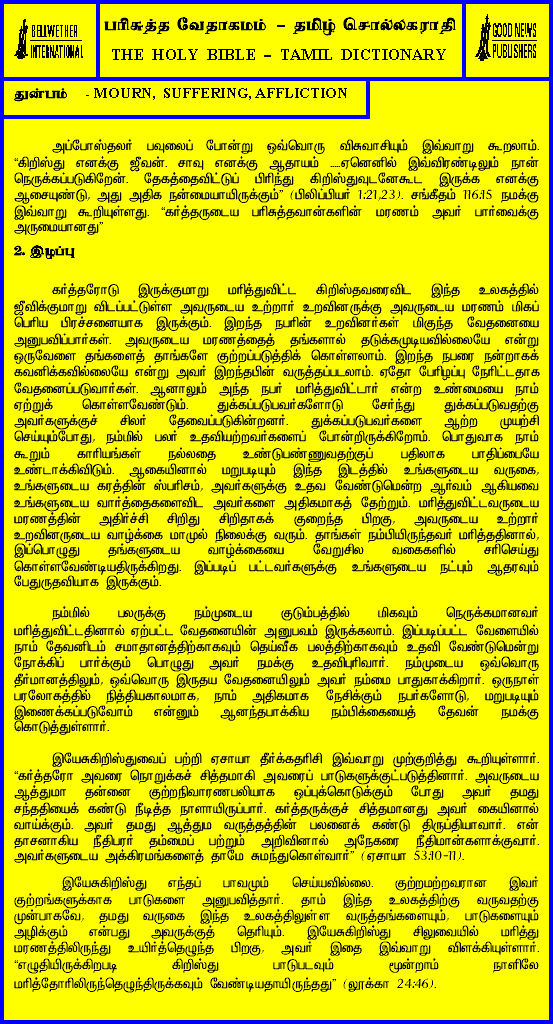 BELLWETHER
INTERNATIONAL
பரிசுத்த வேதாகமம் – தமிழ் சொல்லகராதி
THE HOLY BIBLE – TAMIL DICTIONARY
GOOD NEWS
PUBLISHERS
துன்பம் - MOURN, SUFFERING, AFFLICTION
அப்போஸ்தலர் பவுலைப் போன்று ஒவ்வொரு விசுவாசியும் இவ்வாறு கூறலாம்.
“கிறிஸ்து எனக்கு ஜீவன். சாவு எனக்கு ஆதாயம் .....ஏனெனில் இவ்விரண்டிலும் நான்
நெருக்கப்படுகிறேன். தேகத்தைவிட்டுப் பிரிந்து கிறிஸ்துவுடனேகூட இருக்க எனக்கு
ஆசையுண்டு, அது அதிக நன்மையாயிருக்கும்” (பிலிப்பியர் 1:21,23). சங்கீதம் 116:15 நமக்கு
இவ்வாறு கூறியுள்ளது. “கர்த்தருடைய பரிசுத்தவான்களின் மரணம் அவர் பார்வைக்கு
அருமையானது”
2. இழப்பு
கர்த்தரோடு இருக்குமாறு மரித்துவிட்ட கிறிஸ்தவரைவிட இந்த உலகத்தில்
ஜீவிக்குமாறு விடப்பட்டுள்ள அவருடைய உற்றார் உறவினருக்கு அவருடைய மரணம் மிகப்
பெரிய பிரச்சனையாக இருக்கும். இறந்த நபரின் உறவினர்கள் மிகுந்த வேதனையை
அனுபவிப்பார்கள். அவருடைய மரணத்தைத் தங்களால் தடுக்கமுடியவில்லையே என்று
ஒருவேளை தங்களைத் தாங்களே குற்றப்படுத்திக் கொள்ளலாம். இறந்த நபரை நன்றாகக்
கவனிக்கவில்லையே என்று அவர் இறந்தபின் வருத்தப்படலாம். ஏதோ பேரிழப்பு நேரிட்டதாக
வேதனைப்படுவார்கள். ஆனாலும் அந்த நபர் மரித்துவிட்டார் என்ற உண்மையை நாம்
ஏற்றுக் கொள்ளவேண்டும். துக்கப்படுபவர்களோடு சேர்ந்து துக்கப்படுவதற்கு
அவர்களுக்குச் சிலர் தேவைப்படுகின்றனர். துக்கப்படுபவர்களை ஆற்ற முயற்சி
செய்யும்போது, நம்மில் பலர் உதவியற்றவர்களைப் போன்றிருக்கிறோம். பொதுவாக நாம்
கூறும் காரியங்கள் நல்லதை உண்டுபண்ணுவதற்குப் பதிலாக பாதிப்பையே
உண்டாக்கிவிடும். ஆகையினால் மறுபடியும் இந்த இடத்தில் உங்களுடைய வருகை,
உங்களுடைய கரத்தின் ஸ்பரிசம், அவர்களுக்கு உதவ வேண்டுமென்ற ஆர்வம் ஆகியவை
உங்களுடைய வார்த்தைகளைவிட அவர்களை அதிகமாகத் தேற்றும். மரித்துவிட்டவருடைய
மரணத்தின் அதிர்ச்சி சிறிது சிறிதாகக் குறைந்த பிறகு, அவருடைய உற்றார்
உறவினருடைய வாழ்க்கை மாமுல் நிலைக்கு வரும். தாங்கள் நம்பியிருந்தவர் மரித்ததினால்,
இப்பொழுது தங்களுடைய வாழ்க்கையை வேறுசில வகைகளில் சரிசெய்து
கொள்ளவேண்டியதிருக்கிறது. இப்படிப் பட்டவர்களுக்கு உங்களுடைய நட்பும் ஆதரவும்
பேதுருதவியாக இருக்கும்.
நம்மில் பலருக்கு நம்முடைய குடும்பத்தில் மிகவும் நெருக்கமானவர்
மரித்துவிட்டதினால் ஏற்பட்ட வேதனையின் அனுபவம் இருக்கலாம். இப்படிப்பட்ட வேளையில்
நாம் தேவனிடம் சமாதானத்திற்காகவும் தெய்வீக பலத்திற்காகவும் உதவி வேண்டுமென்று
நோக்கிப் பார்க்கும் பொழுது அவர் நமக்கு உதவிபுரிவார். நம்முடைய ஒவ்வொரு
தீர்மானத்திலும், ஒவ்வொரு இருதய வேதனையிலும் அவர் நம்மை பாதுகாக்கிறார். ஒருநாள்
பரலோகத்தில் நித்தியகாலமாக, நாம் அதிகமாக நேசிக்கும் நபர்களோடு, மறுபடியும்
இணைக்கப்படுவோம் என்னும் ஆனந்தபாக்கிய நம்பிக்கையைத் தேவன் நமக்கு
கொடுத்துள்ளார்.
இயேசுகிறிஸ்துவைப் பற்றி ஏசாயா தீர்க்கதரிசி இவ்வாறு முற்குறித்து கூறியுள்ளார்.
“கர்த்தரோ அவரை நொறுக்கச் சித்தமாகி அவரைப் பாடுகளுக்குட்படுத்தினார். அவருடைய
ஆத்துமா தன்னை குற்றநிவாரணபலியாக ஒப்புக்கொடுக்கும் போது அவர் தமது
சந்ததியைக் கண்டு நீடித்த நாளாயிருப்பார். கர்த்தருக்குச் சித்தமானது அவர் கையினால்
வாய்க்கும். அவர் தமது ஆத்தும வருத்தத்தின் பலனைக் கண்டு திருப்தியாவார். என்
தாசனாகிய நீதிபரர் தம்மைப் பற்றும் அறிவினால் அநேகரை நீதிமான்களாக்குவார்.
அவர்களுடைய அக்கிரமங்களைத் தாமே சுமந்துகொள்வார்” (ஏசாயா 53:10-11).
இயேசுகிறிஸ்து எந்தப் பாவமும் செய்யவில்லை. குற்றமற்றவரான இவர்
குற்றங்களுக்காக பாடுகளை அனுபவித்தார். தாம் இந்த உலகத்திற்கு வருவதற்கு
முன்பாகவே, தமது வருகை இந்த உலகத்திலுள்ள வருத்தங்களையும், பாடுகளையும்
அழிக்கும் என்பது அவருக்குத் தெரியும். இயேசுகிறிஸ்து சிலுவையில் மரித்து
மரணத்திலிருந்து உயிர்த்தெழுந்த பிறகு, அவர் இதை இவ்வாறு விளக்கியுள்ளார்.
“எழுதியிருக்கிறபடி கிறிஸ்து பாடுபடவும் மூன்றாம் நாளிலே
மரித்தோரிலிருந்தெழுந்திருக்கவும் வேண்டியதாயிருந்தது” (லூக்கா 24:46).